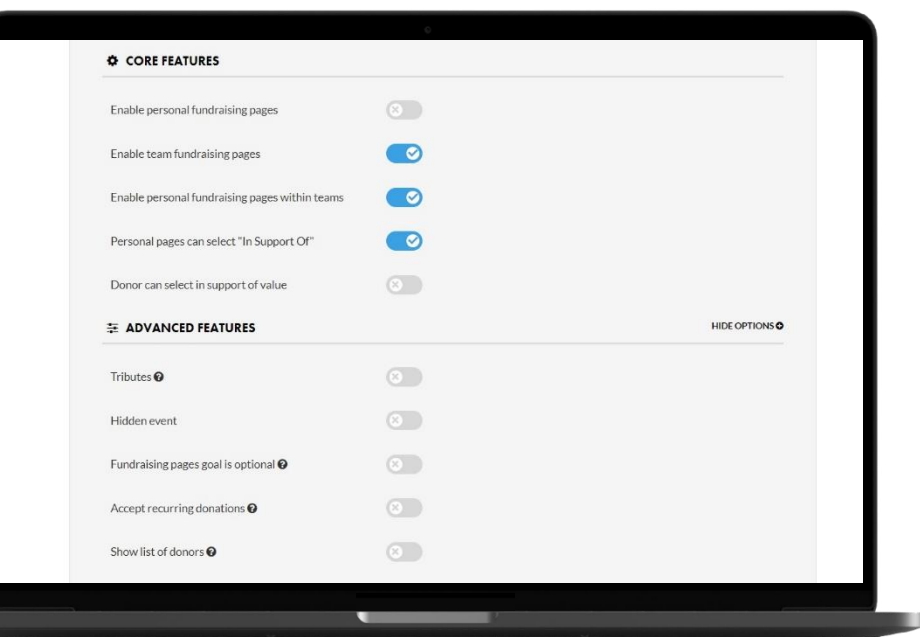 CORE FEATURES
Enable personal fundraising pages
Enable team fundraising pages
Enable personal fundraising pages within teams
Personal pages can select "In Support Of"
Donor can select in support of value
ADVANCED FEATURES
HIDE OPTIONS
Tributes
Hidden event
Fundraising pages goal is optional
Accept recurring donations
Show list of donors